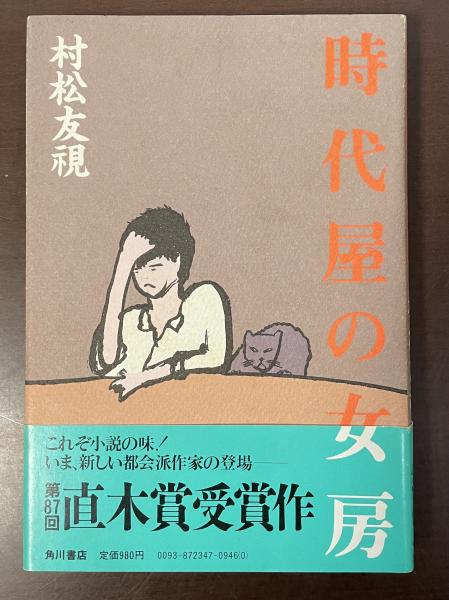 時代屋の女房
村松友視
これぞ小説の味!
いま、新しい都会派作家の登場——
第87回 直木賞受賞作
角川書店 定価980円 0093-872347-0946(0)